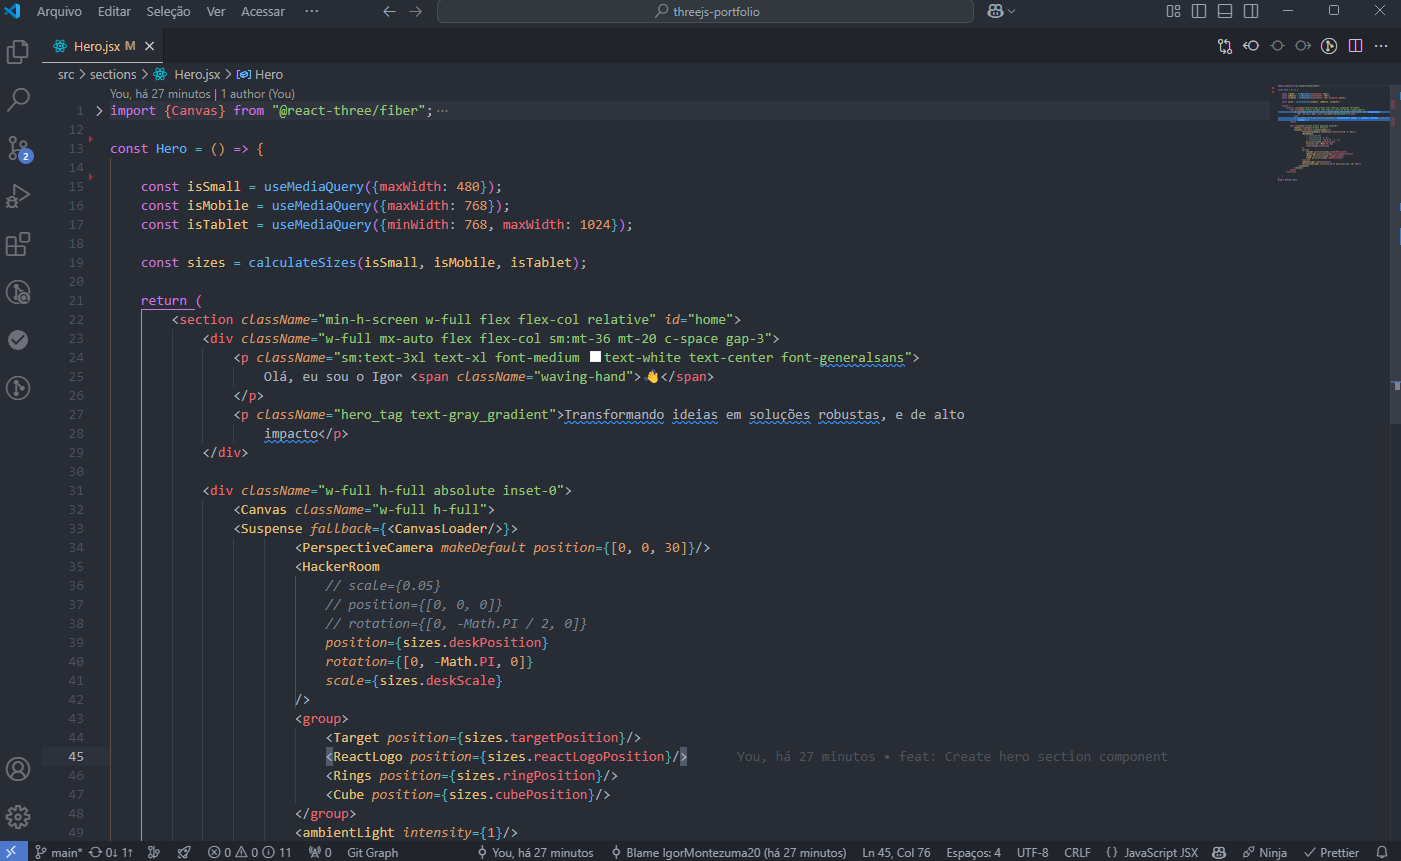 Arquivo Editar Seleção Ver Acessar ··· threejs-portfolio
Hero.jsx M
src > sections > Hero.jsx > Hero
You, há 27 minutos | 1 author (You)
1 import {Canvas} from "@react-three/fiber"; ···
12
13 const Hero = () => {
14
15 const isSmall = useMediaQuery({maxWidth: 480});
16 const isMobile = useMediaQuery({maxWidth: 768});
17 const isTablet = useMediaQuery({minWidth: 768, maxWidth: 1024});
18
19 const sizes = calculateSizes(isSmall, isMobile, isTablet);
20
21 return (
22 <section className="min-h-screen w-full flex flex-col relative" id="home">
23 <div className="w-full mx-auto flex flex-col sm:mt-36 mt-20 c-space gap-3">
24 <p className="sm:text-3xl text-xl font-medium text-white text-center font-generalsans">
25 Olá, eu sou o Igor <span className="waving-hand">👋</span>
26 </p>
27 <p className="hero_tag text-gray_gradient">Transformando ideias em soluções robustas, e de alto
28 impacto</p>
29 </div>
30
31 <div className="w-full h-full absolute inset-0">
32 <Canvas className="w-full h-full">
33 <Suspense fallback={<CanvasLoader/>}>
34 <PerspectiveCamera makeDefault position={[0, 0, 30]}/>
35 <HackerRoom
36 // scale={0.05}
37 // position={[0, 0, 0]}
38 // rotation={[0, -Math.PI / 2, 0]}
39 position={sizes.deskPosition}
40 rotation={[0, -Math.PI, 0]}
41 scale={sizes.deskScale}
42 />
43 <group>
44 <Target position={sizes.targetPosition}/>
45 <ReactLogo position={sizes.reactLogoPosition}/> You, há 27 minutos • feat: Create hero section component
46 <Rings position={sizes.ringPosition}/>
47 <Cube position={sizes.cubePosition}/>
48 </group>
49 <ambientLight intensity={1}/>
2
main* 0↓ 1↑ 0 0 11 0 Git Graph You, há 27 minutos Blame IgorMontezuma20 (há 27 minutos) Ln 45, Col 76 Espaços: 4 UTF-8 CRLF {} JavaScript JSX Ninja Prettier